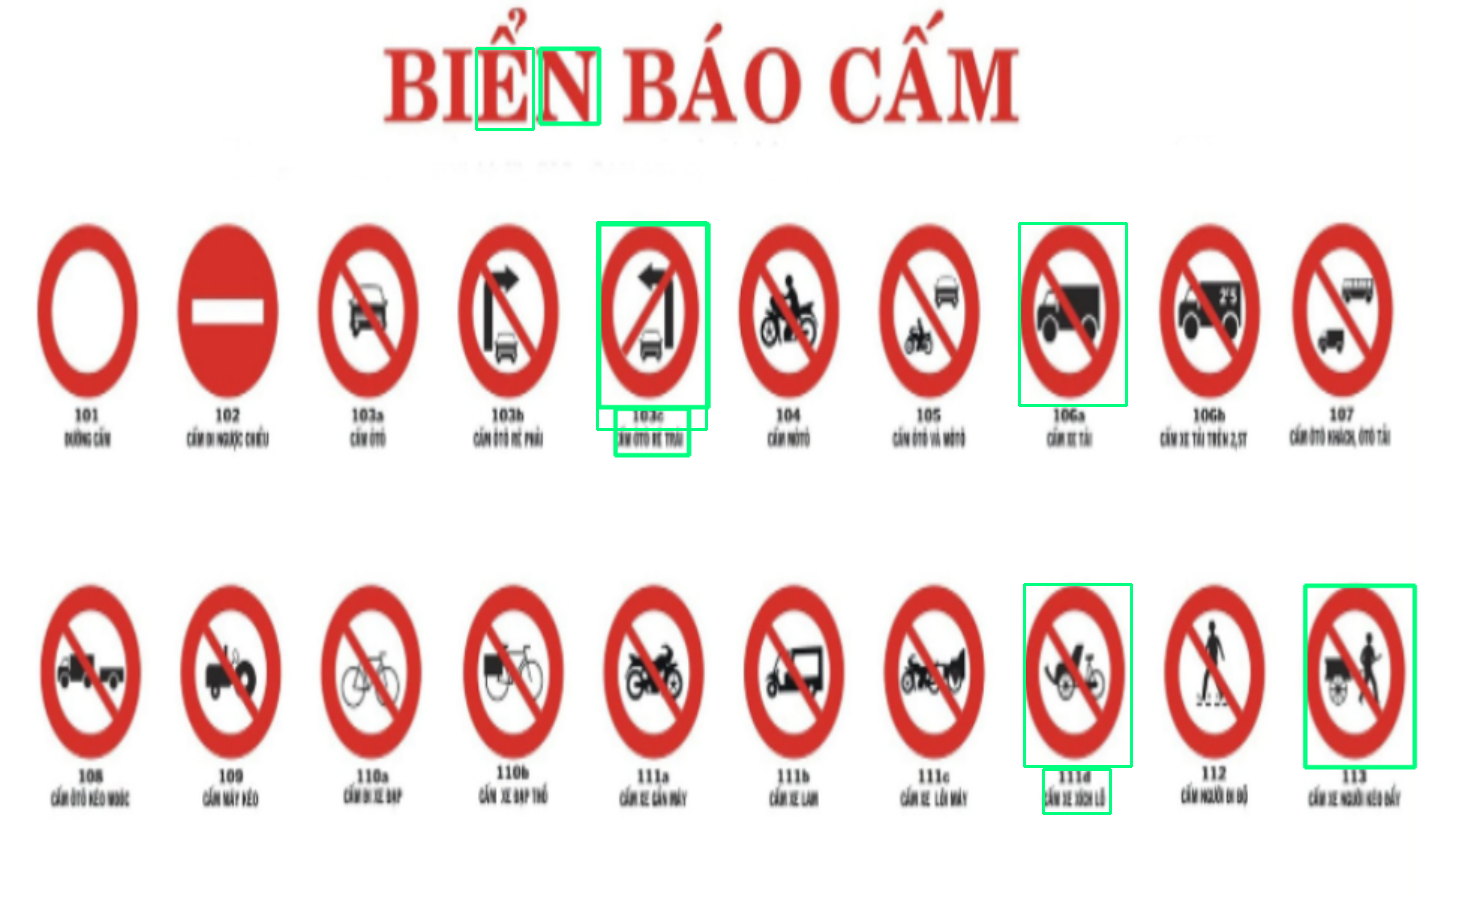 BIỂN BÁO CẤM
2ᵗ5
101 102 103a 103b 103c 104 105 106a 106b 107
ĐƯỜNG CẤM CẤM ĐI NGƯỢC CHIỀU CẤM ÔTÔ CẤM ÔTÔ RẼ PHẢI CẤM ÔTÔ RẼ TRÁI CẤM MÔTÔ CẤM ÔTÔ VÀ MÔTÔ CẤM XE TẢI CẤM XE TẢI TRÊN 2,5T CẤM ÔTÔ KHÁCH, ÔTÔ TẢI
108 109 110a 110b 111a 111b 111c 111d 112 113
CẤM ÔTÔ KÉO MOÓC CẤM MÁY KÉO CẤM ĐI XE ĐẠP CẤM XE ĐẠP THỒ CẤM XE GẮN MÁY CẤM XE LAM CẤM XE LÔI MÁY CẤM XE XÍCH LÔ CẤM NGƯỜI ĐI BỘ CẤM XE NGƯỜI KÉO ĐẨY